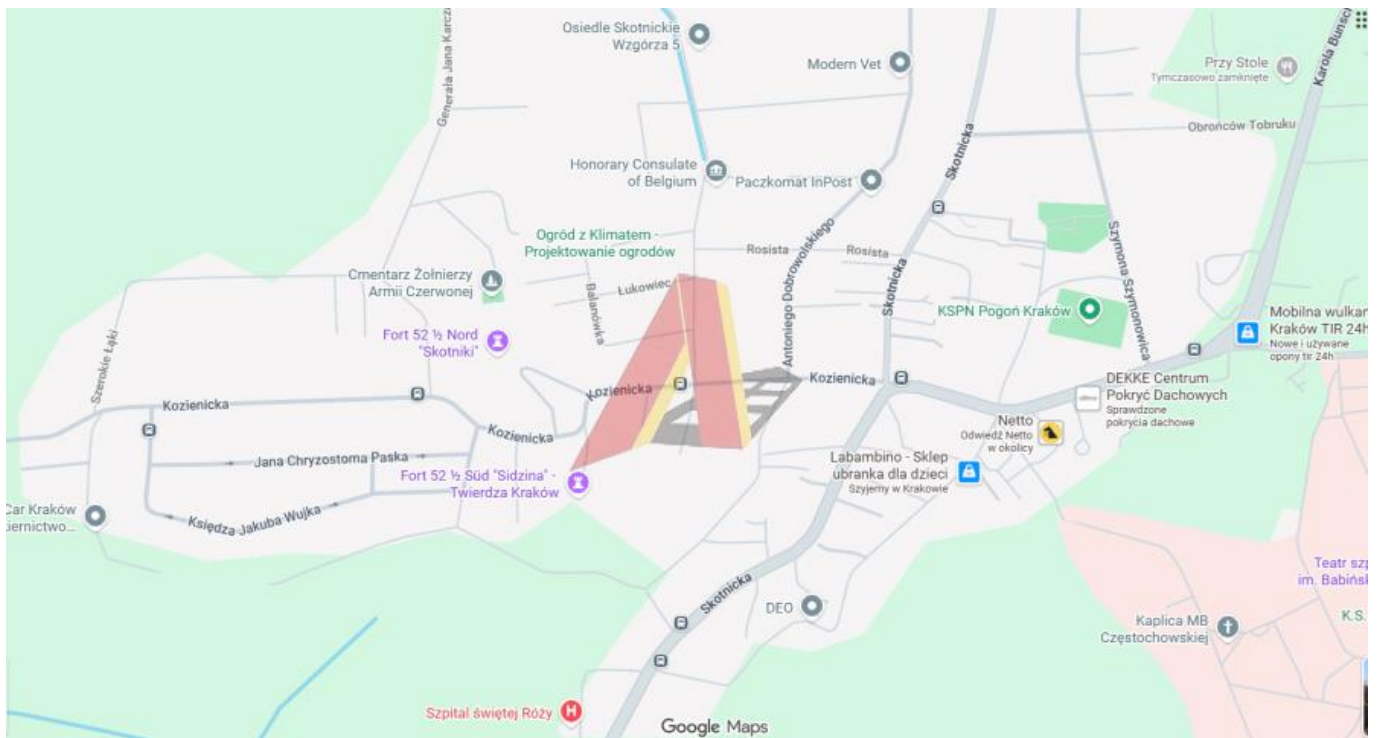 Osiedle Skotnickie
Wzgórza 5
Modern Vet
Przy Stole
Tymczasowo zamknięte
Generała Jana
Skotnicka
Obrońców Tobruku
Honorary Consulate
of Belgium
Paczkomat InPost
Ogród z Klimatem -
Projektowanie ogrodów
Rosista
Rosista
Antoniego Dobrowolskiego
Szymona Szymonowica
Cmentarz Żołnierzy
Armii Czerwonej
Łukowiec
Balanówka
Skotnicka
KSPN Pogoń Kraków
Mobilna wulkan
Kraków TIR 24h
Nowe i używane
opony tir 24h
Fort 52 ½ Nord
"Skotniki"
Szerokie Łąki
Kozienicka
Kozienicka
Kozienicka
Kozienicka
DEKKE Centrum
Pokryć Dachowych
Sprawdzone
pokrycia dachowe
Netto
Odwiedź Netto
w okolicy
Jana Chryzostoma Paska
Labambino - Sklep
ubranka dla dzieci
Szyjemy w Krakowie
Fort 52 ½ Süd "Sidzina" -
Twierdza Kraków
Car Kraków
Księdza Jakuba Wujka
Teatr
im. Babińsk
Skotnicka
DEO
Kaplica MB
Częstochowskiej
K.S.
Szpital świętej Róży
H
Google Maps